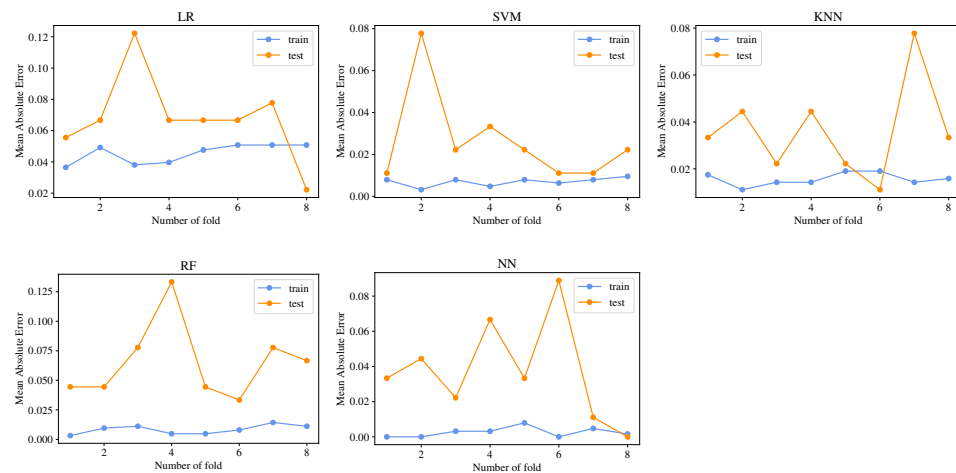 LR
0.12
0.10
0.08
0.06
0.04
0.02
Mean Absolute Error
train
test
2
4
6
8
Number of fold
SVM
0.08
0.06
0.04
0.02
0.00
Mean Absolute Error
train
test
2
4
6
8
Number of fold
KNN
0.08
0.06
0.04
0.02
Mean Absolute Error
train
test
2
4
6
8
Number of fold
RF
0.125
0.100
0.075
0.050
0.025
0.000
Mean Absolute Error
train
test
2
4
6
8
Number of fold
NN
0.08
0.06
0.04
0.02
0.00
Mean Absolute Error
train
test
2
4
6
8
Number of fold